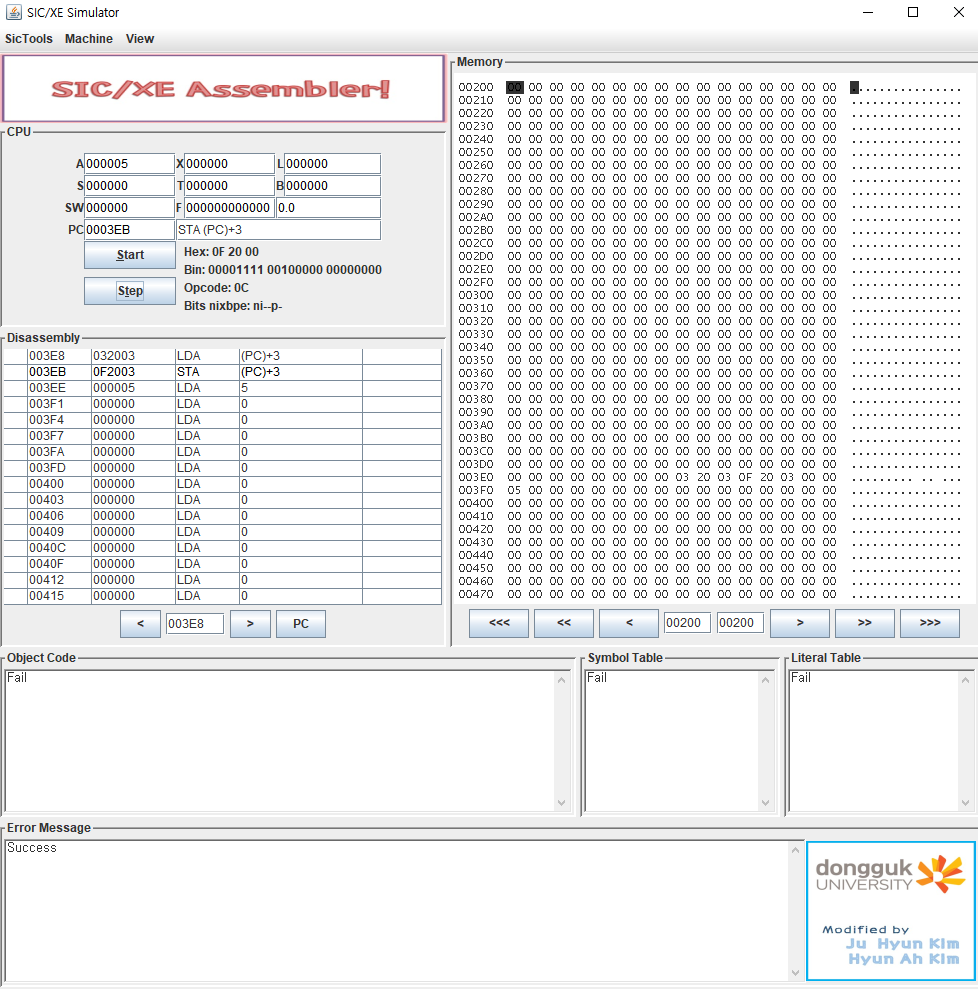 SIC/XE Simulator
SicTools Machine View
SIC/XE Assembler!
CPU
A 000005 X 000000 L 000000
S 000000 T 000000 B 000000
SW 000000 F 000000000000 0.0
PC 0003EB STA (PC)+3
Start
Hex: 0F 20 00
Bin: 00001111 00100000 00000000
Step
Opcode: 0C
Bits nixbpe: ni--p-
Disassembly
003E8 032003 LDA (PC)+3
003EB 0F2003 STA (PC)+3
003EE 000005 LDA 5
003F1 000000 LDA 0
003F4 000000 LDA 0
003F7 000000 LDA 0
003FA 000000 LDA 0
003FD 000000 LDA 0
00400 000000 LDA 0
00403 000000 LDA 0
00406 000000 LDA 0
00409 000000 LDA 0
0040C 000000 LDA 0
0040F 000000 LDA 0
00412 000000 LDA 0
00415 000000 LDA 0
< 003E8 > PC
Memory
00200 00 00 00 00 00 00 00 00 00 00 00 00 00 00 00 00 ................
00210 00 00 00 00 00 00 00 00 00 00 00 00 00 00 00 00 ................
00220 00 00 00 00 00 00 00 00 00 00 00 00 00 00 00 00 ................
00230 00 00 00 00 00 00 00 00 00 00 00 00 00 00 00 00 ................
00240 00 00 00 00 00 00 00 00 00 00 00 00 00 00 00 00 ................
00250 00 00 00 00 00 00 00 00 00 00 00 00 00 00 00 00 ................
00260 00 00 00 00 00 00 00 00 00 00 00 00 00 00 00 00 ................
00270 00 00 00 00 00 00 00 00 00 00 00 00 00 00 00 00 ................
00280 00 00 00 00 00 00 00 00 00 00 00 00 00 00 00 00 ................
00290 00 00 00 00 00 00 00 00 00 00 00 00 00 00 00 00 ................
002A0 00 00 00 00 00 00 00 00 00 00 00 00 00 00 00 00 ................
002B0 00 00 00 00 00 00 00 00 00 00 00 00 00 00 00 00 ................
002C0 00 00 00 00 00 00 00 00 00 00 00 00 00 00 00 00 ................
002D0 00 00 00 00 00 00 00 00 00 00 00 00 00 00 00 00 ................
002E0 00 00 00 00 00 00 00 00 00 00 00 00 00 00 00 00 ................
002F0 00 00 00 00 00 00 00 00 00 00 00 00 00 00 00 00 ................
00300 00 00 00 00 00 00 00 00 00 00 00 00 00 00 00 00 ................
00310 00 00 00 00 00 00 00 00 00 00 00 00 00 00 00 00 ................
00320 00 00 00 00 00 00 00 00 00 00 00 00 00 00 00 00 ................
00330 00 00 00 00 00 00 00 00 00 00 00 00 00 00 00 00 ................
00340 00 00 00 00 00 00 00 00 00 00 00 00 00 00 00 00 ................
00350 00 00 00 00 00 00 00 00 00 00 00 00 00 00 00 00 ................
00360 00 00 00 00 00 00 00 00 00 00 00 00 00 00 00 00 ................
00370 00 00 00 00 00 00 00 00 00 00 00 00 00 00 00 00 ................
00380 00 00 00 00 00 00 00 00 00 00 00 00 00 00 00 00 ................
00390 00 00 00 00 00 00 00 00 00 00 00 00 00 00 00 00 ................
003A0 00 00 00 00 00 00 00 00 00 00 00 00 00 00 00 00 ................
003B0 00 00 00 00 00 00 00 00 00 00 00 00 00 00 00 00 ................
003C0 00 00 00 00 00 00 00 00 00 00 00 00 00 00 00 00 ................
003D0 00 00 00 00 00 00 00 00 00 00 00 00 00 00 00 00 ................
003E0 00 00 00 00 00 00 00 00 03 20 03 0F 20 03 00 00 ......... .. ...
003F0 05 00 00 00 00 00 00 00 00 00 00 00 00 00 00 00 ................
00400 00 00 00 00 00 00 00 00 00 00 00 00 00 00 00 00 ................
00410 00 00 00 00 00 00 00 00 00 00 00 00 00 00 00 00 ................
00420 00 00 00 00 00 00 00 00 00 00 00 00 00 00 00 00 ................
00430 00 00 00 00 00 00 00 00 00 00 00 00 00 00 00 00 ................
00440 00 00 00 00 00 00 00 00 00 00 00 00 00 00 00 00 ................
00450 00 00 00 00 00 00 00 00 00 00 00 00 00 00 00 00 ................
00460 00 00 00 00 00 00 00 00 00 00 00 00 00 00 00 00 ................
00470 00 00 00 00 00 00 00 00 00 00 00 00 00 00 00 00 ................
<<< << < 00200 00200 > >> >>>
Object Code
Fail
Symbol Table
Fail
Literal Table
Fail
Error Message
Success
dongguk
UNIVERSITY
Modified by
Ju Hyun Kim
Hyun Ah Kim